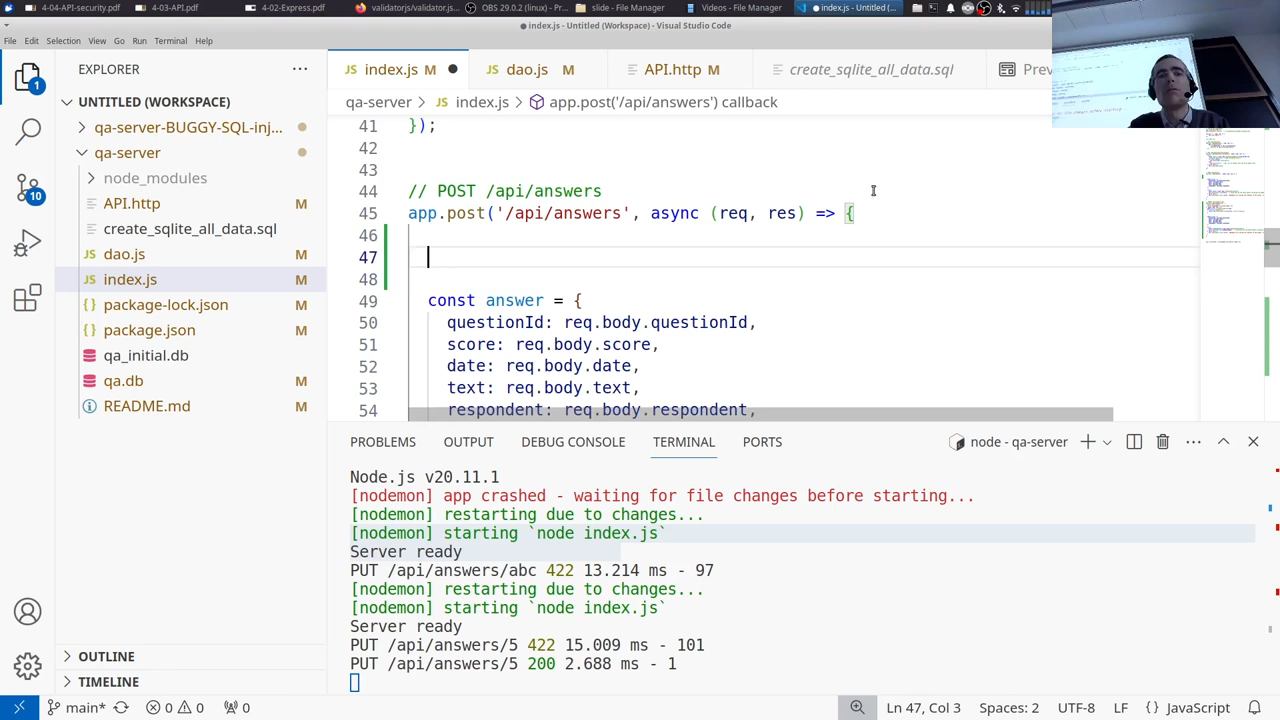 4-04-API-security.pdf
4-03-API.pdf
4-02-Express.pdf
validatorjs/validator.js...
OBS 29.0.2 (linux) - Pr...
slide - File Manager
Videos - File Manager
● index.js - Untitled (...
● index.js - Untitled (Workspace) - Visual Studio Code
File Edit Selection View Go Run Terminal Help
EXPLORER
UNTITLED (WORKSPACE)
qa-server-BUGGY-SQL-inj...
qa-server
node_modules
API.http M
create_sqlite_all_data.sql
JS dao.js M
JS index.js M
{} package-lock.json M
{} package.json M
qa_initial.db
qa.db M
README.md M
OUTLINE
TIMELINE
JS index.js M ●
JS dao.js M
API.http M
create_sqlite_all_data.sql
Prev
qa-server > JS index.js > app.post('/api/answers') callback
41 });
42
43
44 // POST /api/answers
45 app.post('/api/answers', async (req, res) => {
46
47
48
49 const answer = {
50 questionId: req.body.questionId,
51 score: req.body.score,
52 date: req.body.date,
53 text: req.body.text,
54 respondent: req.body.respondent,
PROBLEMS OUTPUT DEBUG CONSOLE TERMINAL PORTS
node - qa-server
Node.js v20.11.1
[nodemon] app crashed - waiting for file changes before starting...
[nodemon] restarting due to changes...
[nodemon] starting `node index.js`
Server ready
PUT /api/answers/abc 422 13.214 ms - 97
[nodemon] restarting due to changes...
[nodemon] starting `node index.js`
Server ready
PUT /api/answers/5 422 15.009 ms - 101
PUT /api/answers/5 200 2.688 ms - 1
1
10
main* 0 0 0
Ln 47, Col 3 Spaces: 2 UTF-8 LF {} JavaScript